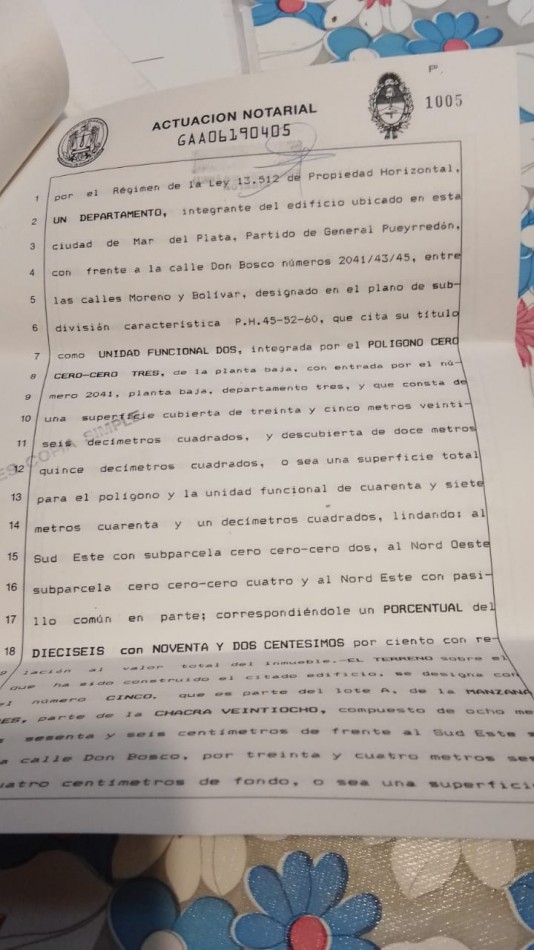 P.
ACTUACION NOTARIAL
GAA06190405
1005
1 por el Régimen de la Ley 13.512 de Propiedad Horizontal,
2 UN DEPARTAMENTO, integrante del edificio ubicado en esta
3 ciudad de Mar del Plata, Partido de General Pueyrredón,
4 con frente a la calle Don Bosco números 2041/43/45, entre
5 las calles Moreno y Bolívar, designado en el plano de sub-
6 división característica P.H.45-52-60, que cita su título
7 como UNIDAD FUNCIONAL DOS, integrada por el POLIGONO CERO
8 CERO-CERO TRES, de la planta baja, con entrada por el nú-
9 mero 2041, planta baja, departamento tres, y que consta de
10 una superficie cubierta de treinta y cinco metros veinti-
11 seis decímetros cuadrados, y descubierta de doce metros
12 quince decímetros cuadrados, o sea una superficie total
13 para el polígono y la unidad funcional de cuarenta y siete
14 metros cuarenta y un decímetros cuadrados, lindando: al
15 Sud Este con subparcela cero cero-cero dos, al Nord Oeste
16 subparcela cero cero-cero cuatro y al Nord Este con pasi-
17 llo común en parte; correspondiéndole un PORCENTUAL del
18 DIECISEIS con NOVENTA Y DOS CENTESIMOS por ciento con re-
lación al valor total del inmueble.-EL TERRENO sobre el
que ha sido construido el citado edificio, se designa con
el número CINCO, que es parte del lote A, de la MANZANA
ES, parte de la CHACRA VEINTIOCHO, compuesto de ocho me
sesenta y seis centímetros de frente al Sud Este s
a calle Don Bosco, por treinta y cuatro metros ses
uatro centímetros de fondo, o sea una superfici
ES COPIA SIMPLE